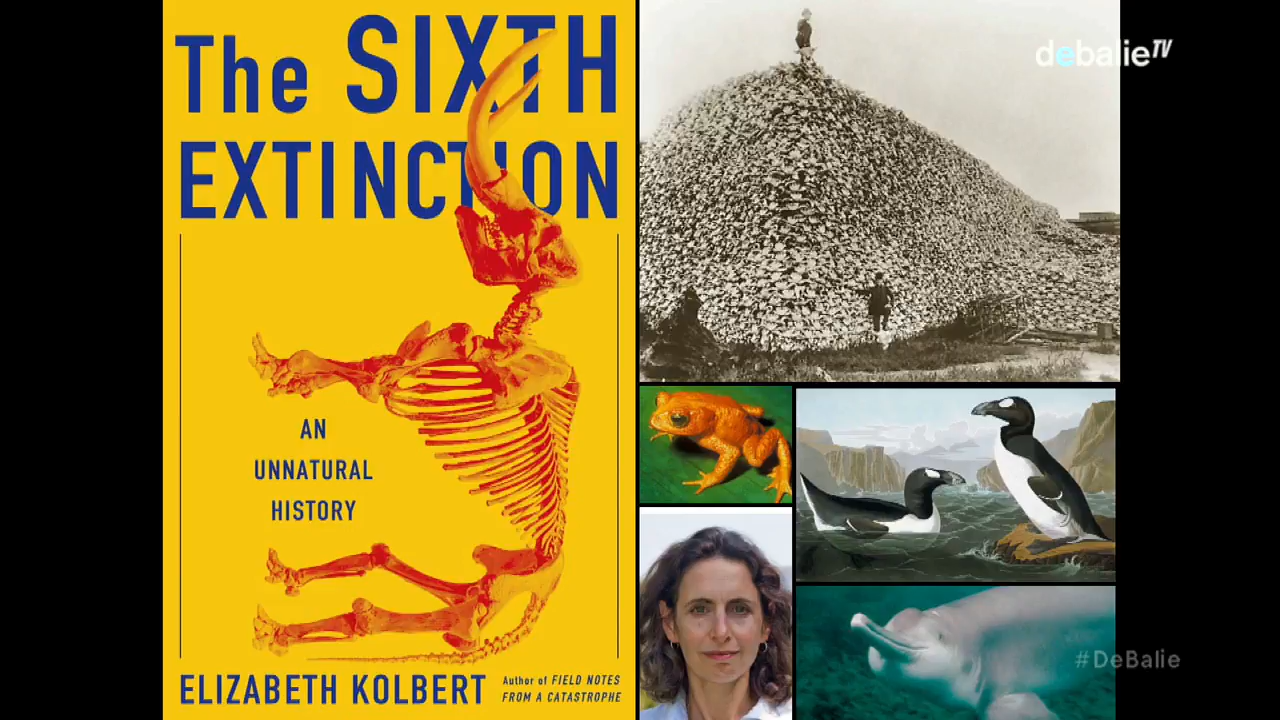 The SIXTH
EXTINCTION
AN
UNNATURAL
HISTORY
ELIZABETH KOLBERT
Author of FIELD NOTES
FROM A CATASTROPHE
debalieTV
#DeBalie